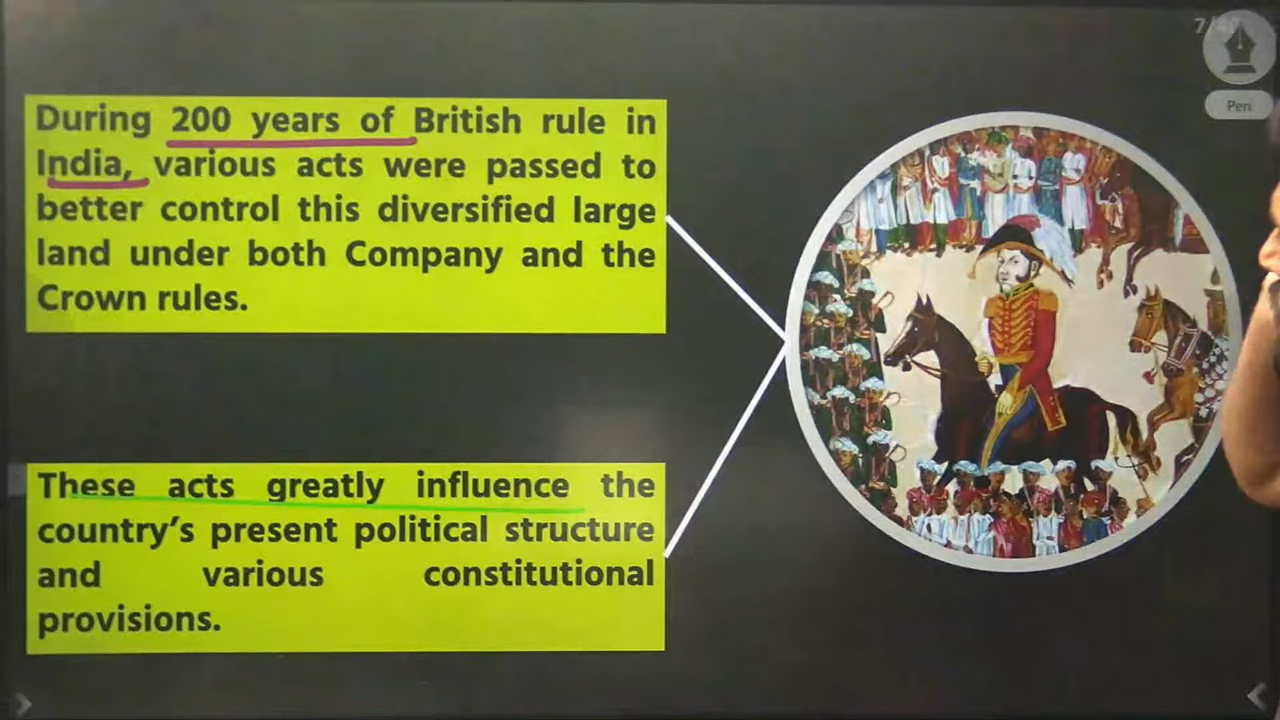 During 200 years of British rule in
India, various acts were passed to
better control this diversified large
land under both Company and the
Crown rules.
These acts greatly influence the
country's present political structure
and various constitutional
provisions.
Pen